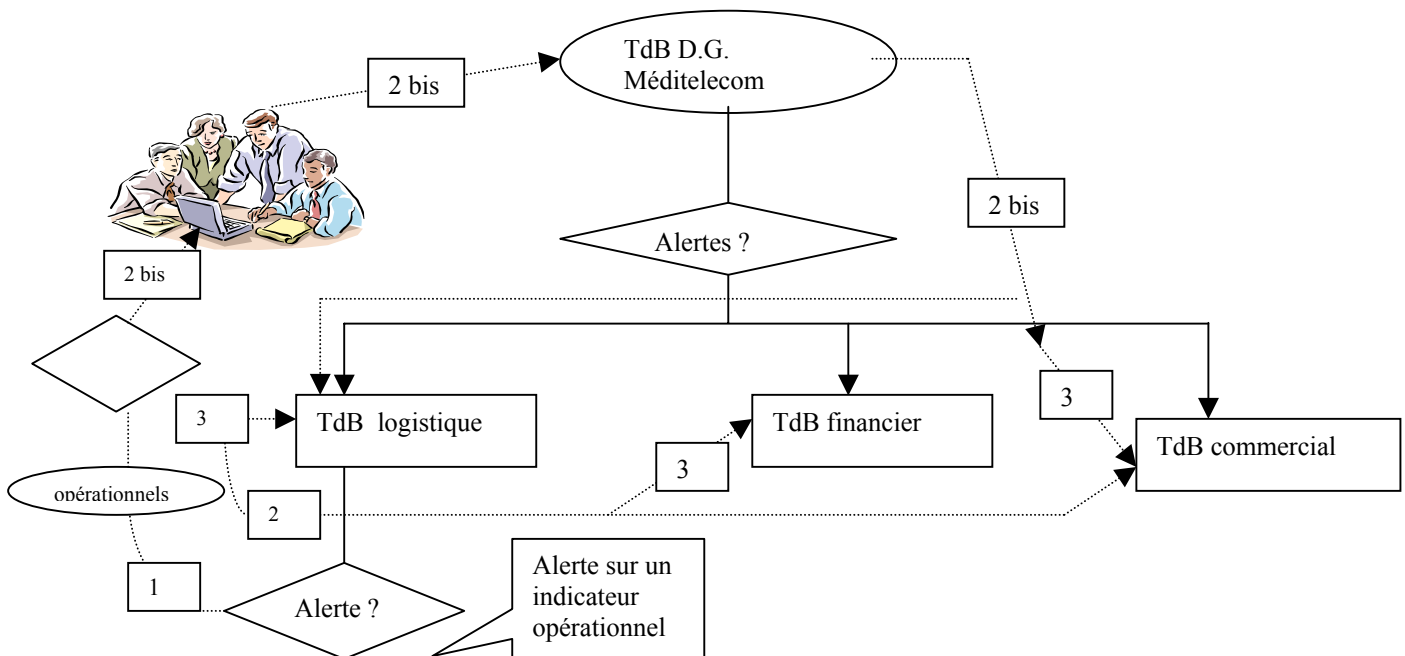 TdB D.G.
Méditelecom
2 bis
2 bis
Alertes ?
2 bis
3
TdB logistique
TdB financier
3
TdB commercial
3
opérationnels
2
1
Alerte ?
Alerte sur un
indicateur
opérationnel